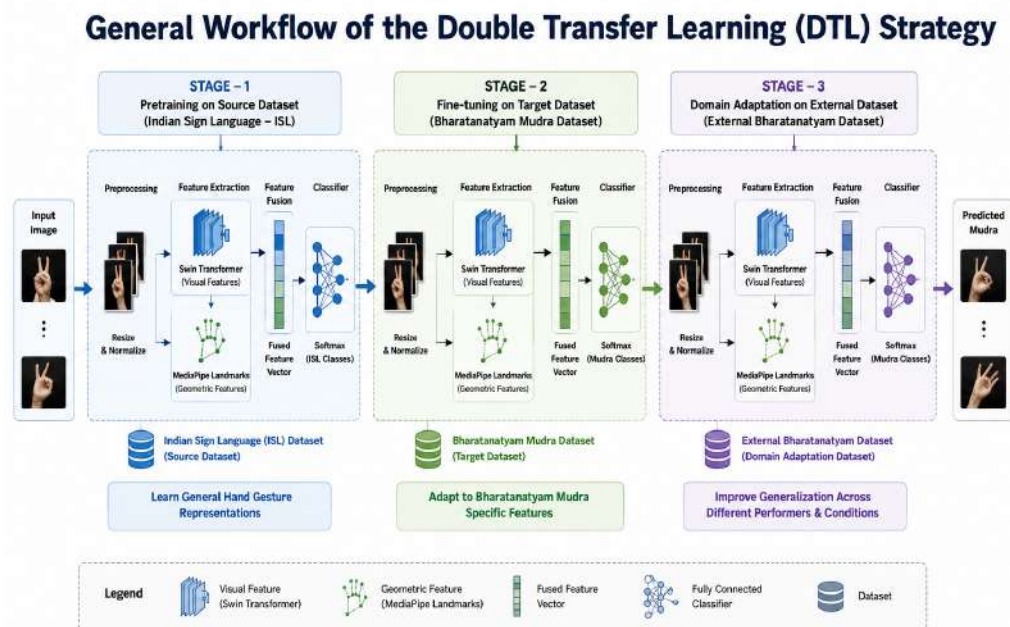 General Workflow of the Double Transfer Learning (DTL) Strategy
STAGE – 1
Pretraining on Source Dataset
(Indian Sign Language – ISL)
STAGE – 2
Fine-tuning on Target Dataset
(Bharatanatyam Mudra Dataset)
STAGE – 3
Domain Adaptation on External Dataset
(External Bharatanatyam Dataset)
Input
Image
Preprocessing
Resize
& Normalize
Feature Extraction
Swin Transformer
(Visual Features)
MediaPipe Landmarks
(Geometric Features)
Feature
Fusion
Fused
Feature
Vector
Classifier
Softmax
(ISL Classes)
Preprocessing
Resize
& Normalize
Feature Extraction
Swin Transformer
(Visual Features)
MediaPipe Landmarks
(Geometric Features)
Feature
Fusion
Fused
Feature
Vector
Classifier
Softmax
(Mudra Classes)
Preprocessing
Resize
& Normalize
Feature Extraction
Swin Transformer
(Visual Features)
MediaPipe Landmarks
(Geometric Features)
Feature
Fusion
Fused
Feature
Vector
Classifier
Softmax
(Mudra Classes)
Predicted
Mudra
Indian Sign Language (ISL) Dataset
(Source Dataset)
Bharatanatyam Mudra Dataset
(Target Dataset)
External Bharatanatyam Dataset
(Domain Adaptation Dataset)
Learn General Hand Gesture
Representations
Adapt to Bharatanatyam Mudra
Specific Features
Improve Generalization Across
Different Performers & Conditions
Legend
Visual Feature
(Swin Transformer)
Geometric Feature
(MediaPipe Landmarks)
Fused Feature
Vector
Fully Connected
Classifier
Dataset